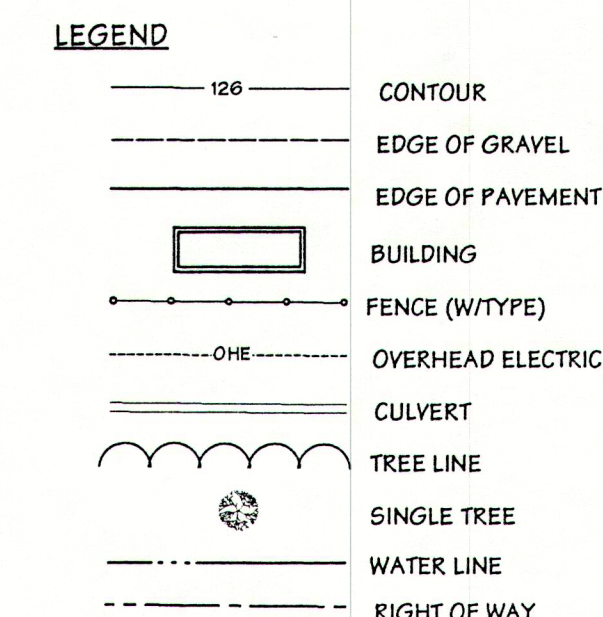 LEGEND
126 CONTOUR
EDGE OF GRAVEL
EDGE OF PAVEMENT
BUILDING
FENCE (W/TYPE)
OHE OVERHEAD ELECTRIC
CULVERT
TREE LINE
SINGLE TREE
WATER LINE
RIGHT OF WAY